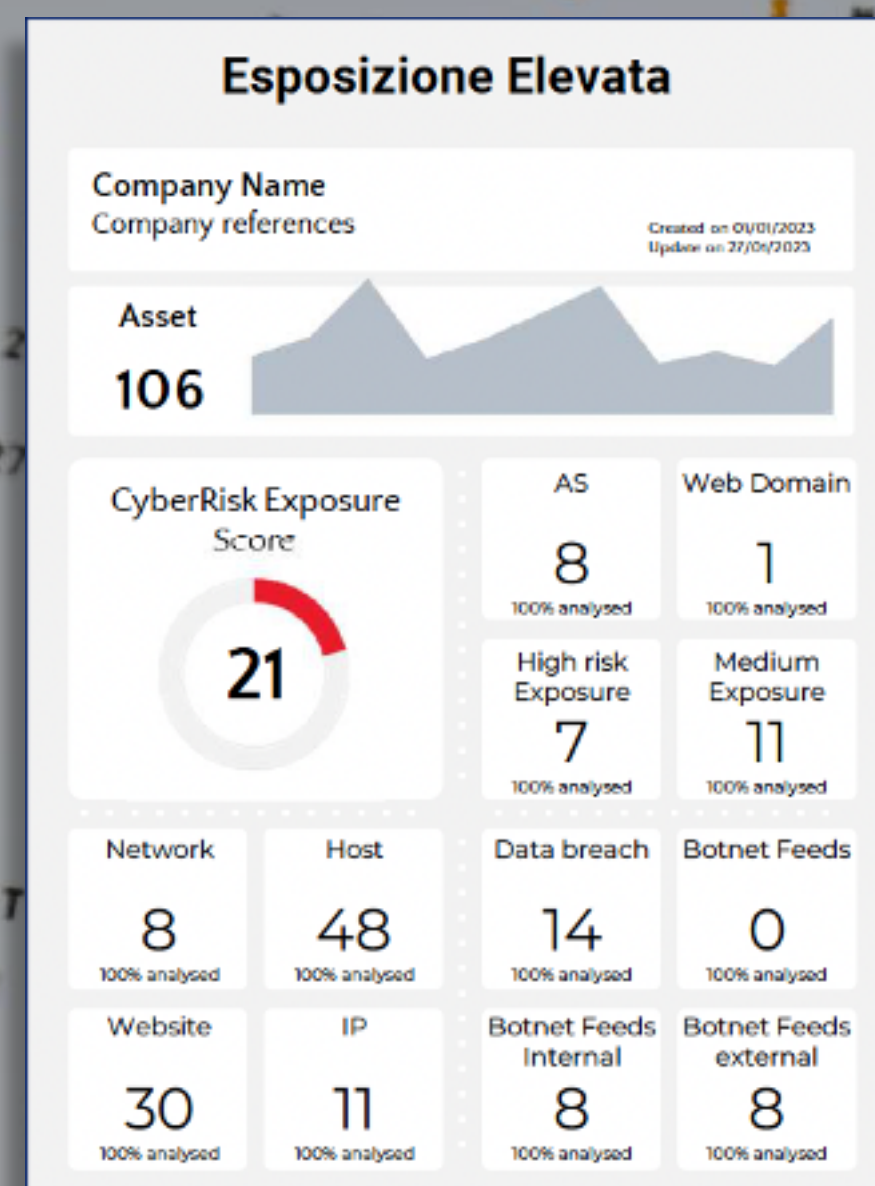 Esposizione Elevata
Company Name
Company references
Created on 01/01/2023
Update on 27/01/2023
Asset
106
CyberRisk Exposure
Score
21
AS
8
100% analysed
Web Domain
1
100% analysed
High risk
Exposure
7
100% analysed
Medium
Exposure
11
100% analysed
Network
8
100% analysed
Host
48
100% analysed
Data breach
14
100% analysed
Botnet Feeds
0
100% analysed
Website
30
100% analysed
IP
11
100% analysed
Botnet Feeds
Internal
8
100% analysed
Botnet Feeds
external
8
100% analysed
2
27
T